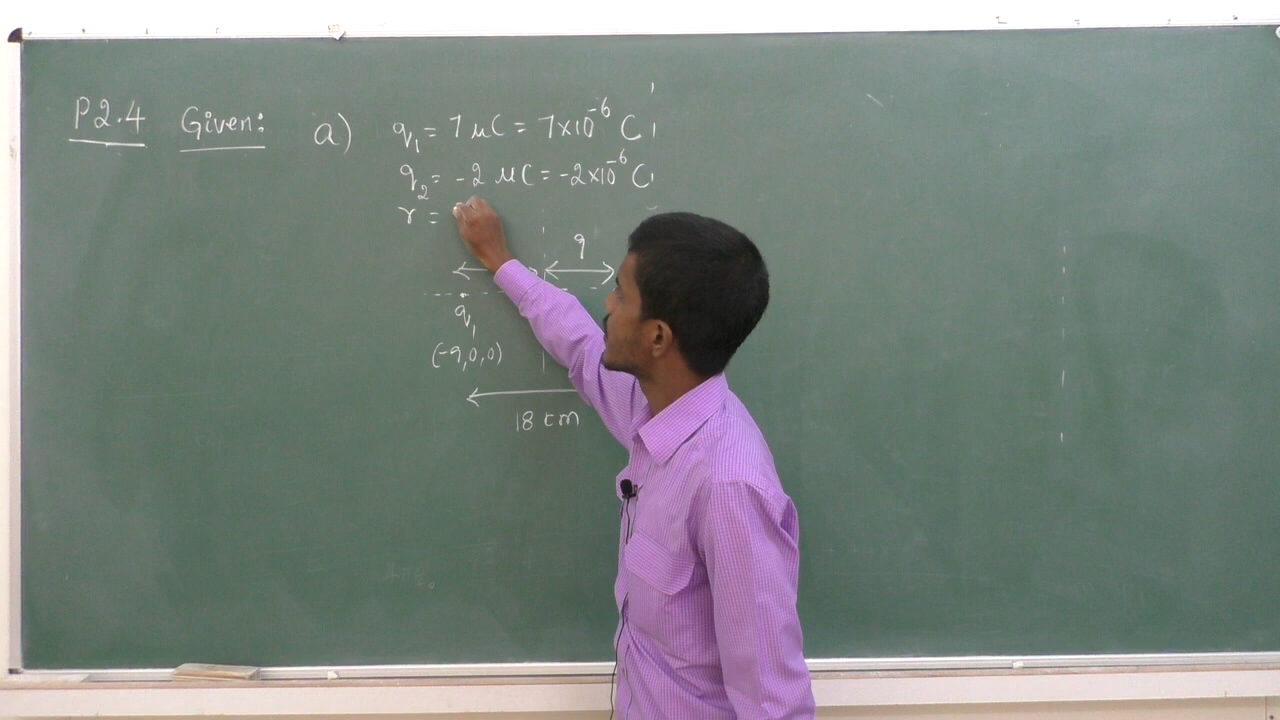 P2.4 Given: a) q₁ = 7 μC = 7×10⁻⁶ C
q₂ = -2 μC = -2×10⁻⁶ C
r =
9
q₁
(-9,0,0)
18 cm